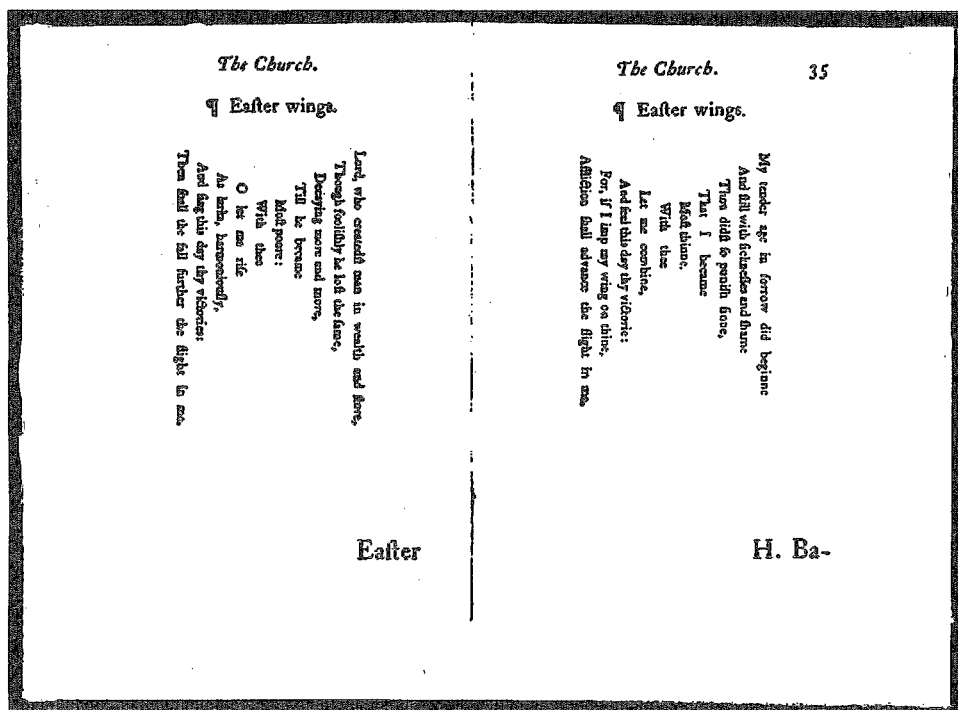 The Church.
¶ Eaſter wings.
Lord, who createdſt man in wealth and ſtore,
Though fooliſhly he loſt the ſame,
Decaying more and more,
Till he became
Moſt poore:
With thee
O let me riſe
As larks, harmoniouſly,
And ſing this day thy victories:
Then ſhall the fall further the flight in me.
Eaſter
The Church. 35
¶ Eaſter wings.
My tender age in ſorrow did beginne
And ſtill with ſickneſſes and ſhame
Thou didſt ſo puniſh ſinne,
That I became
Moſt thinne.
With thee
Let me combine,
And feel this day thy victorie:
For, if I imp my wing on thine,
Affliction ſhall advance the flight in me.
H. Ba-